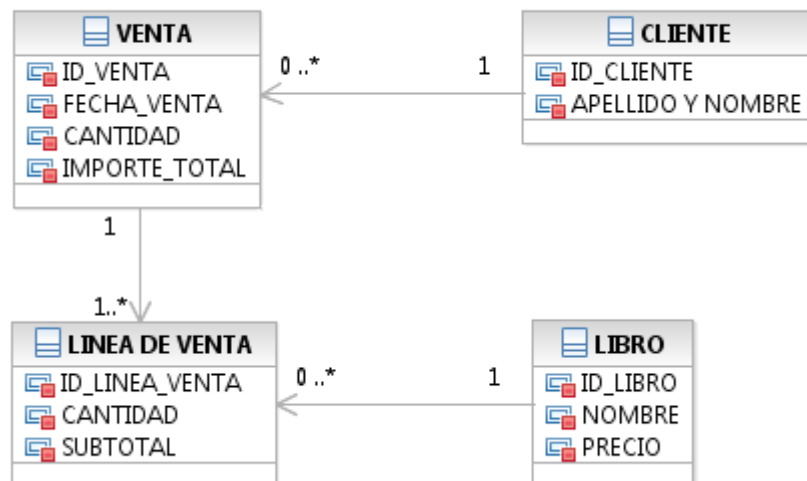 VENTA
ID_VENTA
FECHA_VENTA
CANTIDAD
IMPORTE_TOTAL
0 ..*
1
CLIENTE
ID_CLIENTE
APELLIDO Y NOMBRE
1
1..*
LINEA DE VENTA
ID_LINEA_VENTA
CANTIDAD
SUBTOTAL
0 ..*
1
LIBRO
ID_LIBRO
NOMBRE
PRECIO